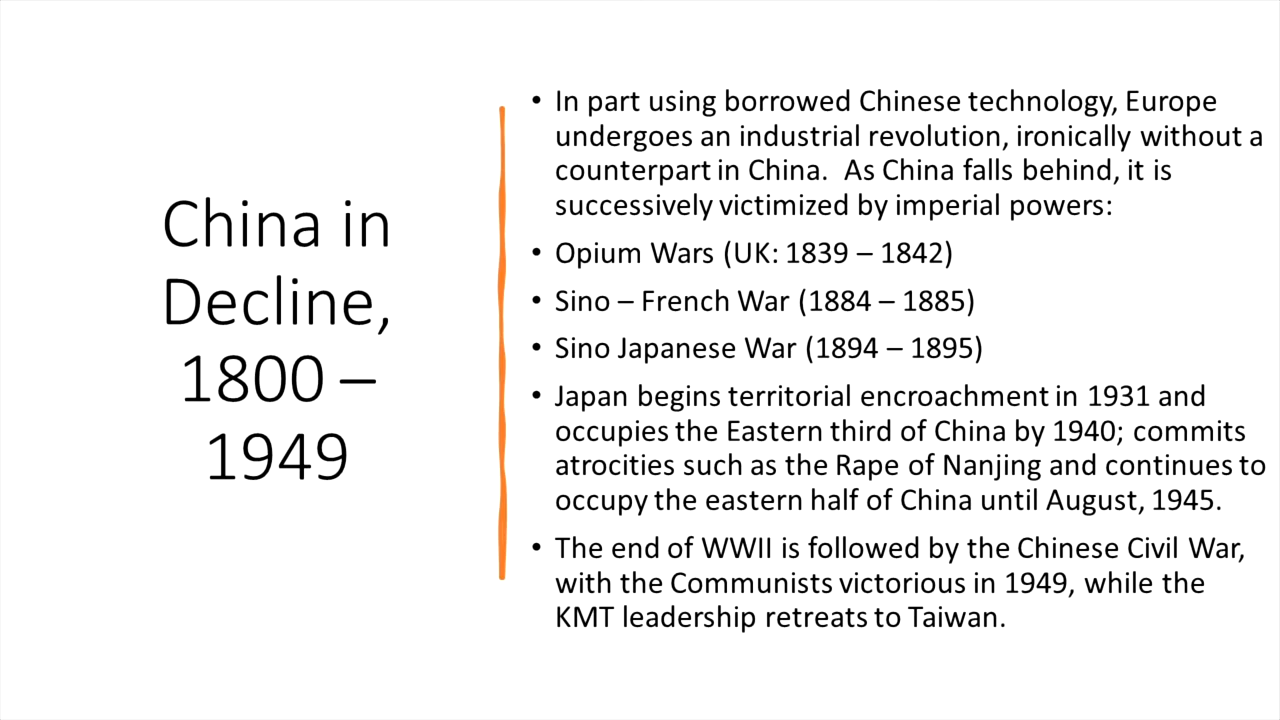 China in
Decline,
1800 –
1949
• In part using borrowed Chinese technology, Europe
undergoes an industrial revolution, ironically without a
counterpart in China.  As China falls behind, it is
successively victimized by imperial powers:
• Opium Wars (UK: 1839 – 1842)
• Sino – French War (1884 – 1885)
• Sino Japanese War (1894 – 1895)
• Japan begins territorial encroachment in 1931 and
occupies the Eastern third of China by 1940; commits
atrocities such as the Rape of Nanjing and continues to
occupy the eastern half of China until August, 1945.
• The end of WWII is followed by the Chinese Civil War,
with the Communists victorious in 1949, while the
KMT leadership retreats to Taiwan.